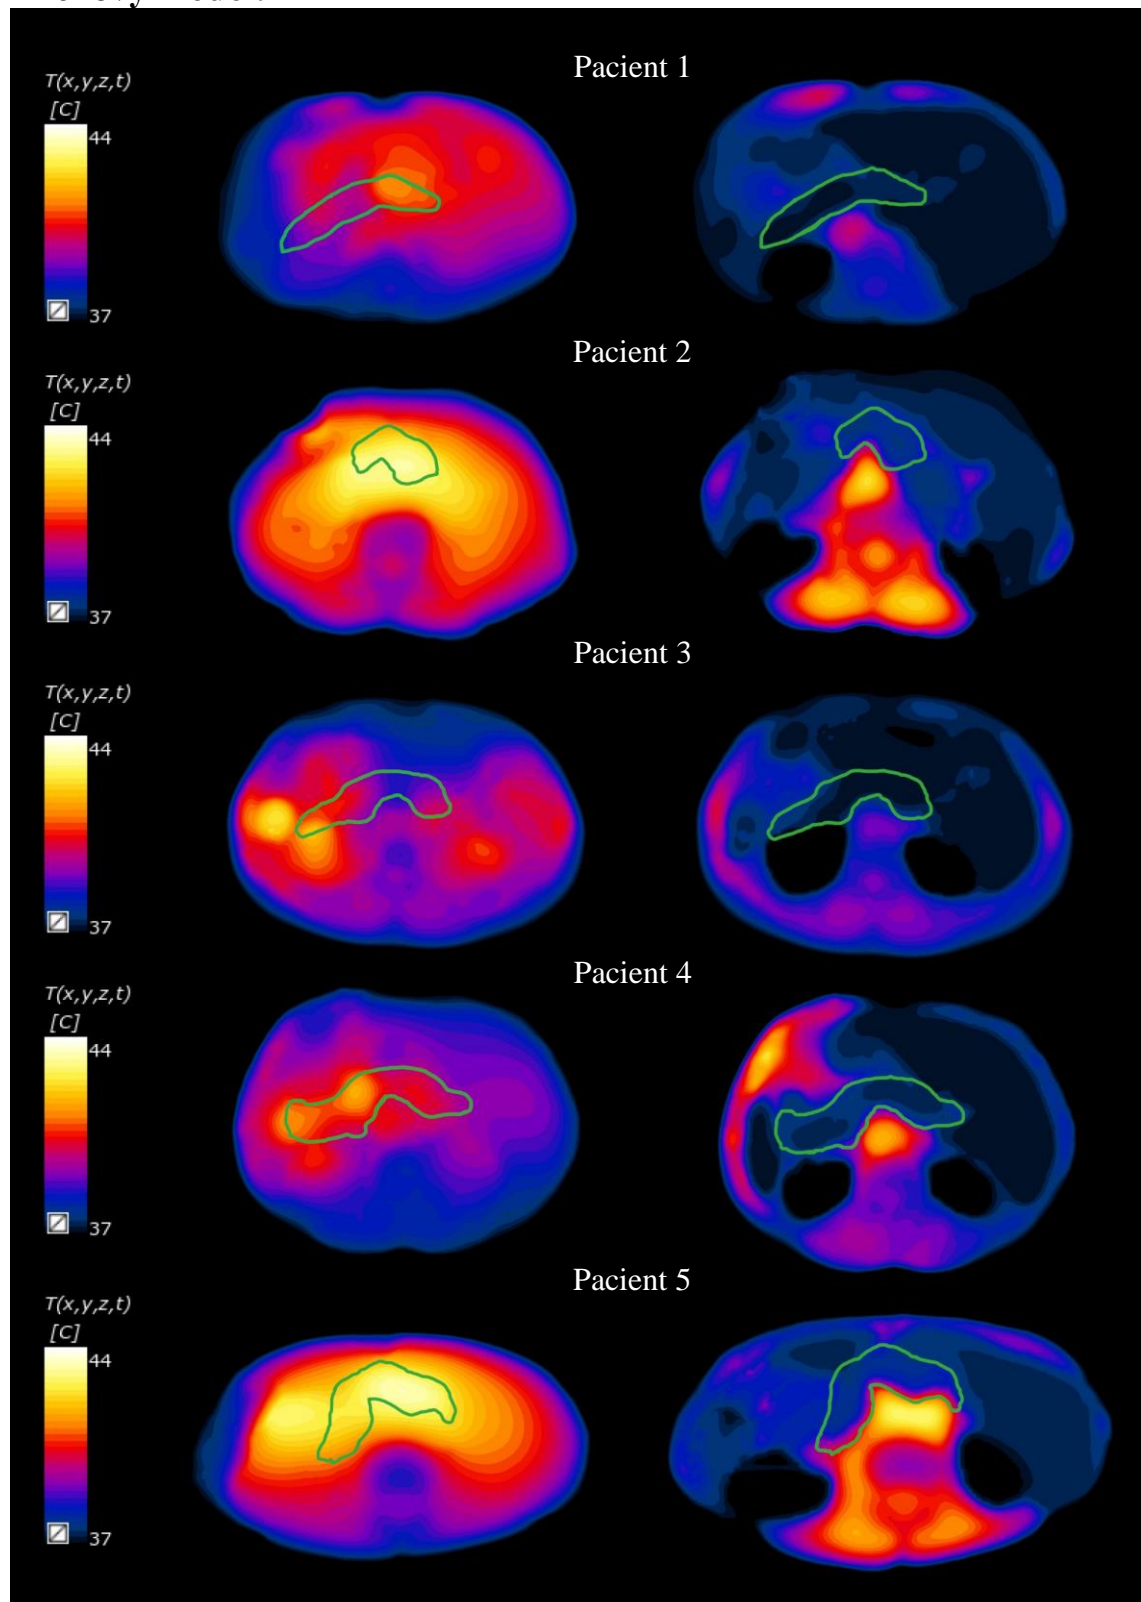 Pacient 1
T(x,y,z,t)
[C]
44
37
Pacient 2
T(x,y,z,t)
[C]
44
37
Pacient 3
T(x,y,z,t)
[C]
44
37
Pacient 4
T(x,y,z,t)
[C]
44
37
Pacient 5
T(x,y,z,t)
[C]
44
37